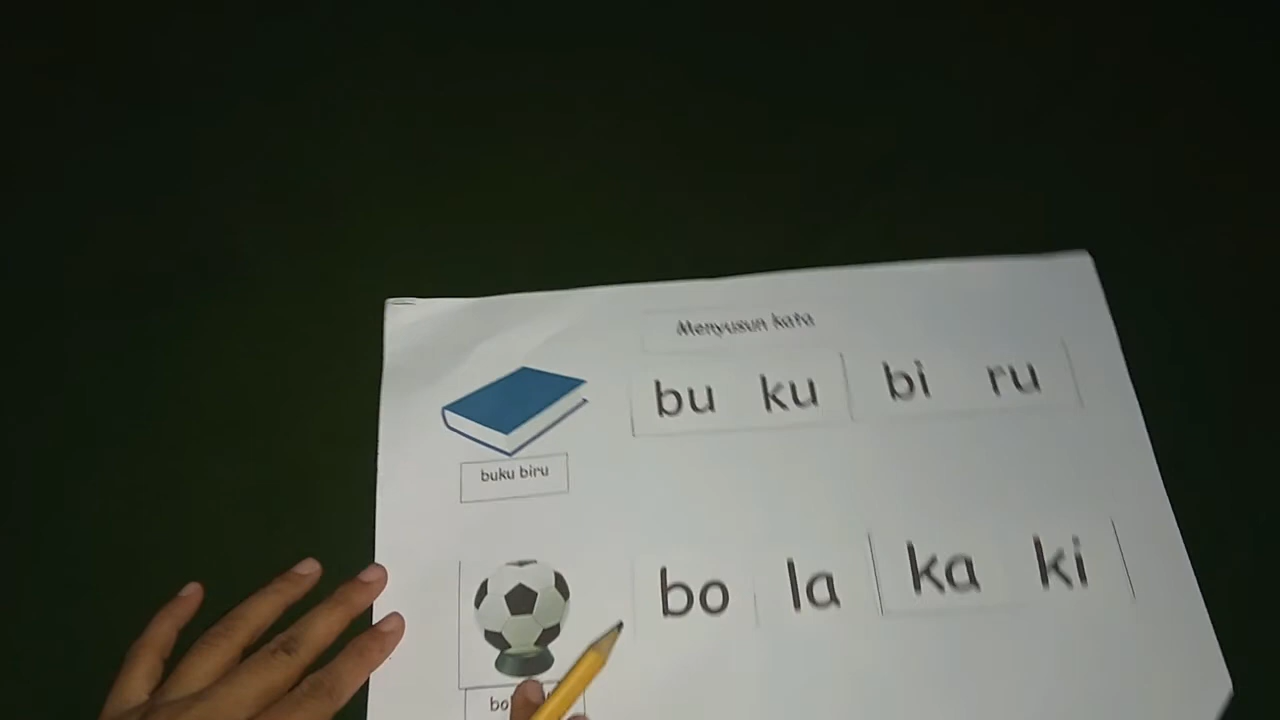 Menyusun kata
bu ku bi ru
buku biru
bo la ka ki